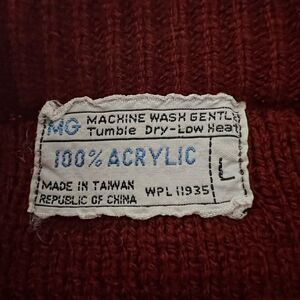 MG MACHINE WASH GENTLE
Tumble Dry-Low Heat
100% ACRYLIC
L
MADE IN TAIWAN
REPUBLIC OF CHINA
WPL 11935